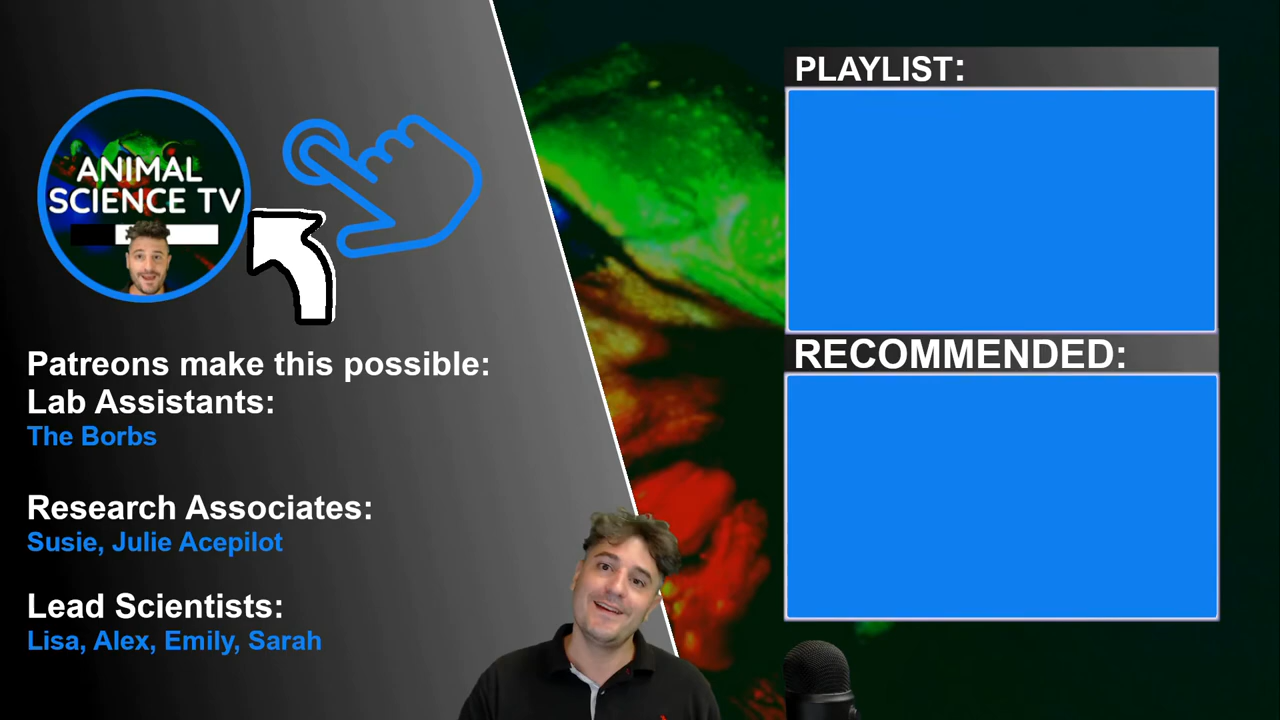 ANIMAL
SCIENCE TV
Patreons make this possible:
Lab Assistants:
The Borbs
Research Associates:
Susie, Julie Acepilot
Lead Scientists:
Lisa, Alex, Emily, Sarah
PLAYLIST:
RECOMMENDED: